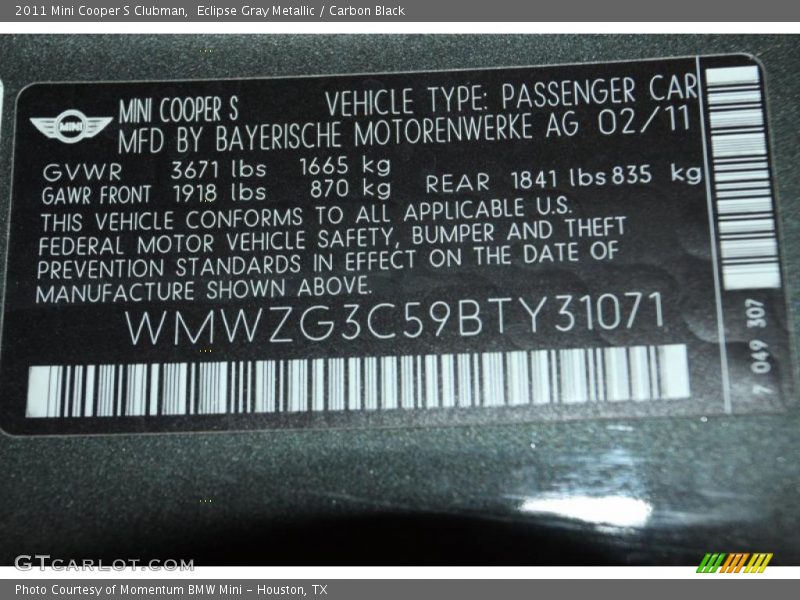 2011 Mini Cooper S Clubman,  Eclipse Gray Metallic / Carbon Black
MINI
MINI COOPER S VEHICLE TYPE: PASSENGER CAR
MFD BY BAYERISCHE MOTORENWERKE AG 02/11
GVWR 3671 lbs 1665 kg
GAWR FRONT 1918 lbs 870 kg REAR 1841 lbs 835 kg
THIS VEHICLE CONFORMS TO ALL APPLICABLE U.S.
FEDERAL MOTOR VEHICLE SAFETY, BUMPER AND THEFT
PREVENTION STANDARDS IN EFFECT ON THE DATE OF
MANUFACTURE SHOWN ABOVE.
WMWZG3C59BTY31071
7 049 307
GTcarlot.com
Photo Courtesy of Momentum BMW Mini - Houston, TX